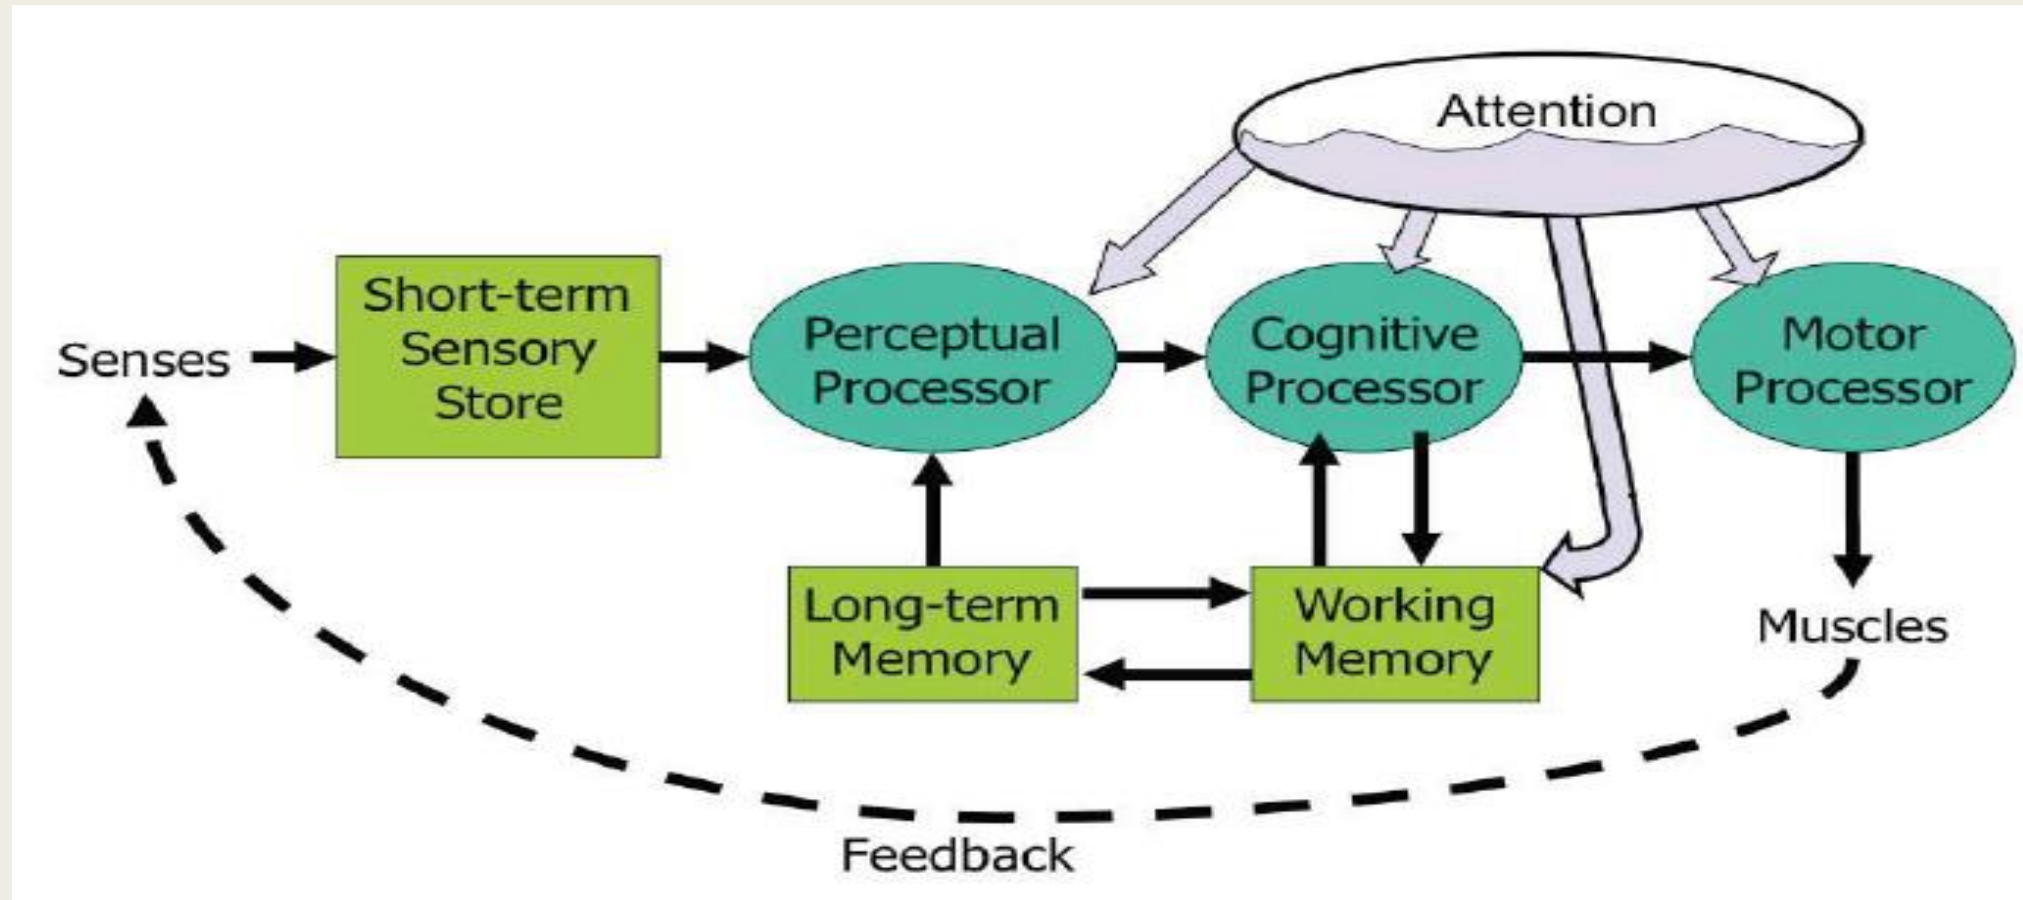 Attention
Senses
Short-term
Sensory
Store
Perceptual
Processor
Cognitive
Processor
Motor
Processor
Long-term
Memory
Working
Memory
Muscles
Feedback